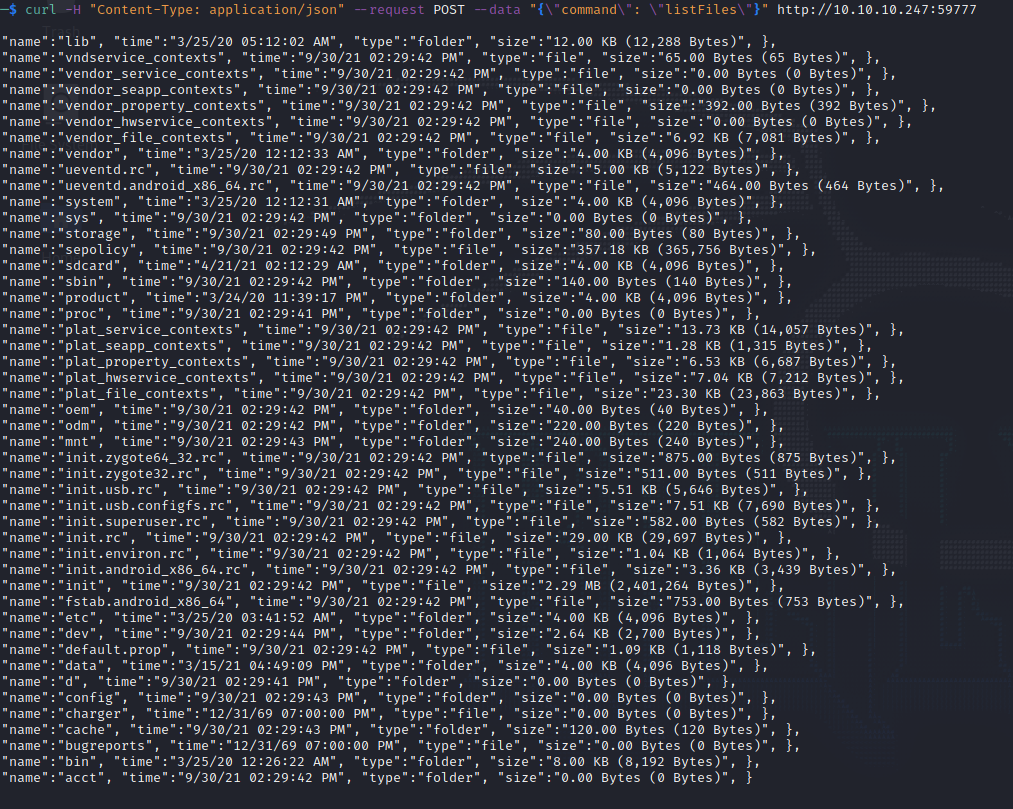 ─$ curl -H "Content-Type: application/json" --request POST --data "{\"command\": \"listFiles\"}" http://10.10.10.247:59777
"name":"lib", "time":"3/25/20 05:12:02 AM", "type":"folder", "size":"12.00 KB (12,288 Bytes)", },
"name":"vndservice_contexts", "time":"9/30/21 02:29:42 PM", "type":"file", "size":"65.00 Bytes (65 Bytes)", },
"name":"vendor_service_contexts", "time":"9/30/21 02:29:42 PM", "type":"file", "size":"0.00 Bytes (0 Bytes)", },
"name":"vendor_seapp_contexts", "time":"9/30/21 02:29:42 PM", "type":"file", "size":"0.00 Bytes (0 Bytes)", },
"name":"vendor_property_contexts", "time":"9/30/21 02:29:42 PM", "type":"file", "size":"392.00 Bytes (392 Bytes)", },
"name":"vendor_hwservice_contexts", "time":"9/30/21 02:29:42 PM", "type":"file", "size":"0.00 Bytes (0 Bytes)", },
"name":"vendor_file_contexts", "time":"9/30/21 02:29:42 PM", "type":"file", "size":"6.92 KB (7,081 Bytes)", },
"name":"vendor", "time":"3/25/20 12:12:33 AM", "type":"folder", "size":"4.00 KB (4,096 Bytes)", },
"name":"ueventd.rc", "time":"9/30/21 02:29:42 PM", "type":"file", "size":"5.00 KB (5,122 Bytes)", },
"name":"ueventd.android_x86_64.rc", "time":"9/30/21 02:29:42 PM", "type":"file", "size":"464.00 Bytes (464 Bytes)", },
"name":"system", "time":"3/25/20 12:12:31 AM", "type":"folder", "size":"4.00 KB (4,096 Bytes)", },
"name":"sys", "time":"9/30/21 02:29:42 PM", "type":"folder", "size":"0.00 Bytes (0 Bytes)", },
"name":"storage", "time":"9/30/21 02:29:49 PM", "type":"folder", "size":"80.00 Bytes (80 Bytes)", },
"name":"sepolicy", "time":"9/30/21 02:29:42 PM", "type":"file", "size":"357.18 KB (365,756 Bytes)", },
"name":"sdcard", "time":"4/21/21 02:12:29 AM", "type":"folder", "size":"4.00 KB (4,096 Bytes)", },
"name":"sbin", "time":"9/30/21 02:29:42 PM", "type":"folder", "size":"140.00 Bytes (140 Bytes)", },
"name":"product", "time":"3/24/20 11:39:17 PM", "type":"folder", "size":"4.00 KB (4,096 Bytes)", },
"name":"proc", "time":"9/30/21 02:29:41 PM", "type":"folder", "size":"0.00 Bytes (0 Bytes)", },
"name":"plat_service_contexts", "time":"9/30/21 02:29:42 PM", "type":"file", "size":"13.73 KB (14,057 Bytes)", },
"name":"plat_seapp_contexts", "time":"9/30/21 02:29:42 PM", "type":"file", "size":"1.28 KB (1,315 Bytes)", },
"name":"plat_property_contexts", "time":"9/30/21 02:29:42 PM", "type":"file", "size":"6.53 KB (6,687 Bytes)", },
"name":"plat_hwservice_contexts", "time":"9/30/21 02:29:42 PM", "type":"file", "size":"7.04 KB (7,212 Bytes)", },
"name":"plat_file_contexts", "time":"9/30/21 02:29:42 PM", "type":"file", "size":"23.30 KB (23,863 Bytes)", },
"name":"oem", "time":"9/30/21 02:29:42 PM", "type":"folder", "size":"40.00 Bytes (40 Bytes)", },
"name":"odm", "time":"9/30/21 02:29:42 PM", "type":"folder", "size":"220.00 Bytes (220 Bytes)", },
"name":"mnt", "time":"9/30/21 02:29:43 PM", "type":"folder", "size":"240.00 Bytes (240 Bytes)", },
"name":"init.zygote64_32.rc", "time":"9/30/21 02:29:42 PM", "type":"file", "size":"875.00 Bytes (875 Bytes)", },
"name":"init.zygote32.rc", "time":"9/30/21 02:29:42 PM", "type":"file", "size":"511.00 Bytes (511 Bytes)", },
"name":"init.usb.rc", "time":"9/30/21 02:29:42 PM", "type":"file", "size":"5.51 KB (5,646 Bytes)", },
"name":"init.usb.configfs.rc", "time":"9/30/21 02:29:42 PM", "type":"file", "size":"7.51 KB (7,690 Bytes)", },
"name":"init.superuser.rc", "time":"9/30/21 02:29:42 PM", "type":"file", "size":"582.00 Bytes (582 Bytes)", },
"name":"init.rc", "time":"9/30/21 02:29:42 PM", "type":"file", "size":"29.00 KB (29,697 Bytes)", },
"name":"init.environ.rc", "time":"9/30/21 02:29:42 PM", "type":"file", "size":"1.04 KB (1,064 Bytes)", },
"name":"init.android_x86_64.rc", "time":"9/30/21 02:29:42 PM", "type":"file", "size":"3.36 KB (3,439 Bytes)", },
"name":"init", "time":"9/30/21 02:29:42 PM", "type":"file", "size":"2.29 MB (2,401,264 Bytes)", },
"name":"fstab.android_x86_64", "time":"9/30/21 02:29:42 PM", "type":"file", "size":"753.00 Bytes (753 Bytes)", },
"name":"etc", "time":"3/25/20 03:41:52 AM", "type":"folder", "size":"4.00 KB (4,096 Bytes)", },
"name":"dev", "time":"9/30/21 02:29:44 PM", "type":"folder", "size":"2.64 KB (2,700 Bytes)", },
"name":"default.prop", "time":"9/30/21 02:29:42 PM", "type":"file", "size":"1.09 KB (1,118 Bytes)", },
"name":"data", "time":"3/15/21 04:49:09 PM", "type":"folder", "size":"4.00 KB (4,096 Bytes)", },
"name":"d", "time":"9/30/21 02:29:41 PM", "type":"folder", "size":"0.00 Bytes (0 Bytes)", },
"name":"config", "time":"9/30/21 02:29:43 PM", "type":"folder", "size":"0.00 Bytes (0 Bytes)", },
"name":"charger", "time":"12/31/69 07:00:00 PM", "type":"file", "size":"0.00 Bytes (0 Bytes)", },
"name":"cache", "time":"9/30/21 02:29:43 PM", "type":"folder", "size":"120.00 Bytes (120 Bytes)", },
"name":"bugreports", "time":"12/31/69 07:00:00 PM", "type":"file", "size":"0.00 Bytes (0 Bytes)", },
"name":"bin", "time":"3/25/20 12:26:22 AM", "type":"folder", "size":"8.00 KB (8,192 Bytes)", },
"name":"acct", "time":"9/30/21 02:29:42 PM", "type":"folder", "size":"0.00 Bytes (0 Bytes)", }